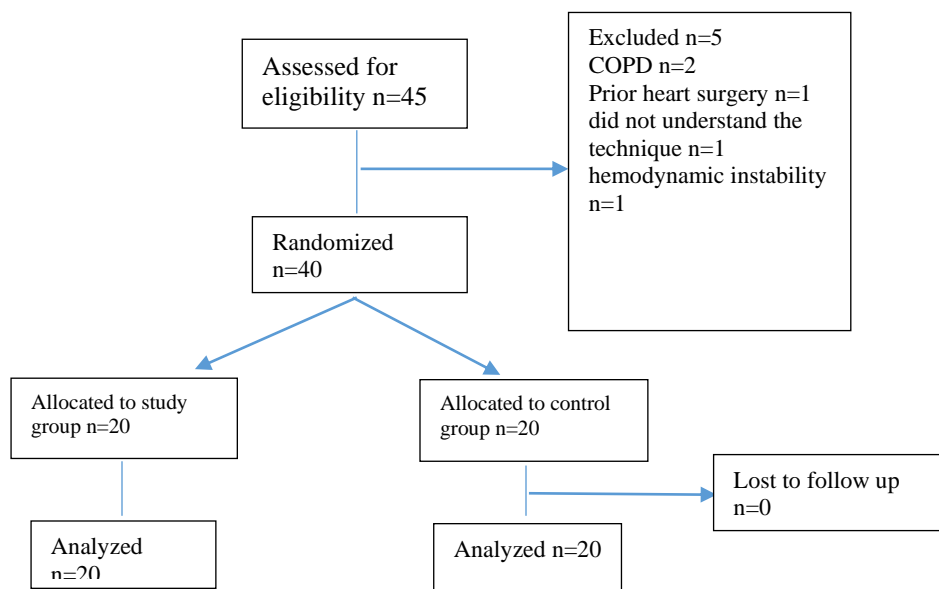 Assessed for
eligibility n=45
Excluded n=5
COPD n=2
Prior heart surgery n=1
did not understand the
technique n=1
hemodynamic instability
n=1
Randomized
n=40
Allocated to study
group n=20
Allocated to control
group n=20
Lost to follow up
n=0
Analyzed
n=20
Analyzed n=20